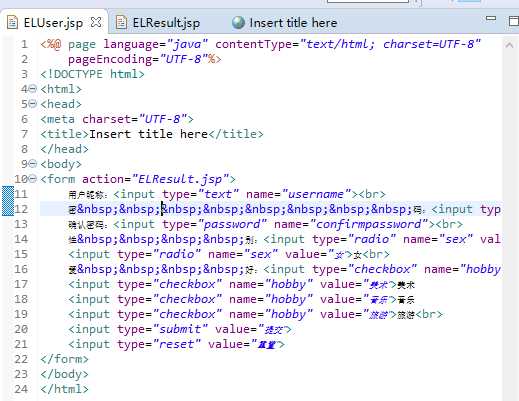 ELUser.jsp ELResult.jsp Insert title here
1 <%@ page language="java" contentType="text/html; charset=UTF-8"
2 pageEncoding="UTF-8"%>
3 <!DOCTYPE html>
4 <html>
5 <head>
6 <meta charset="UTF-8">
7 <title>Insert title here</title>
8 </head>
9 <body>
10 <form action="ELResult.jsp">
11 用户昵称：<input type="text" name="username"><br>
12 密&nbsp;&nbsp;&nbsp;&nbsp;&nbsp;&nbsp;&nbsp;&nbsp;码：<input typ
13 确认密码：<input type="password" name="confirmpassword"><br>
14 性&nbsp;&nbsp;&nbsp;&nbsp;&nbsp;别：<input type="radio" name="sex" val
15 <input type="radio" name="sex" value="女">女<br>
16 爱&nbsp;&nbsp;&nbsp;&nbsp;&nbsp;好：<input type="checkbox" name="hobby
17 <input type="checkbox" name="hobby" value="美术">美术
18 <input type="checkbox" name="hobby" value="音乐">音乐
19 <input type="checkbox" name="hobby" value="旅游">旅游<br>
20 <input type="submit" value="提交">
21 <input type="reset" value="重置">
22 </form>
23 </body>
24 </html>